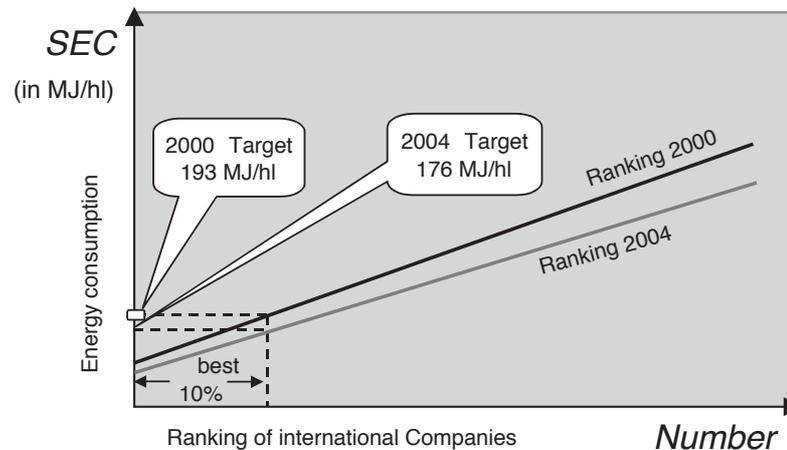 SEC
(in MJ/hl)
2000 Target
193 MJ/hl
2004 Target
176 MJ/hl
Ranking 2000
Ranking 2004
Energy consumption
best
10%
Ranking of international Companies
Number